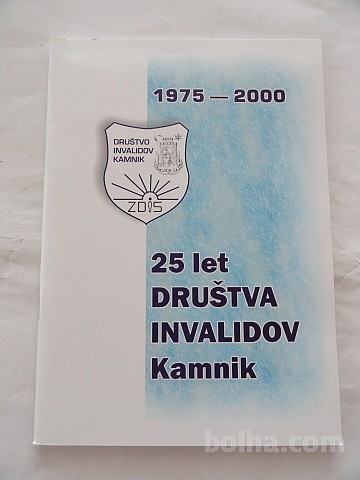 1975 — 2000
DRUŠTVO
INVALIDOV
KAMNIK
ZDIS
25 let
DRUŠTVA
INVALIDOV
Kamnik
bolha.com